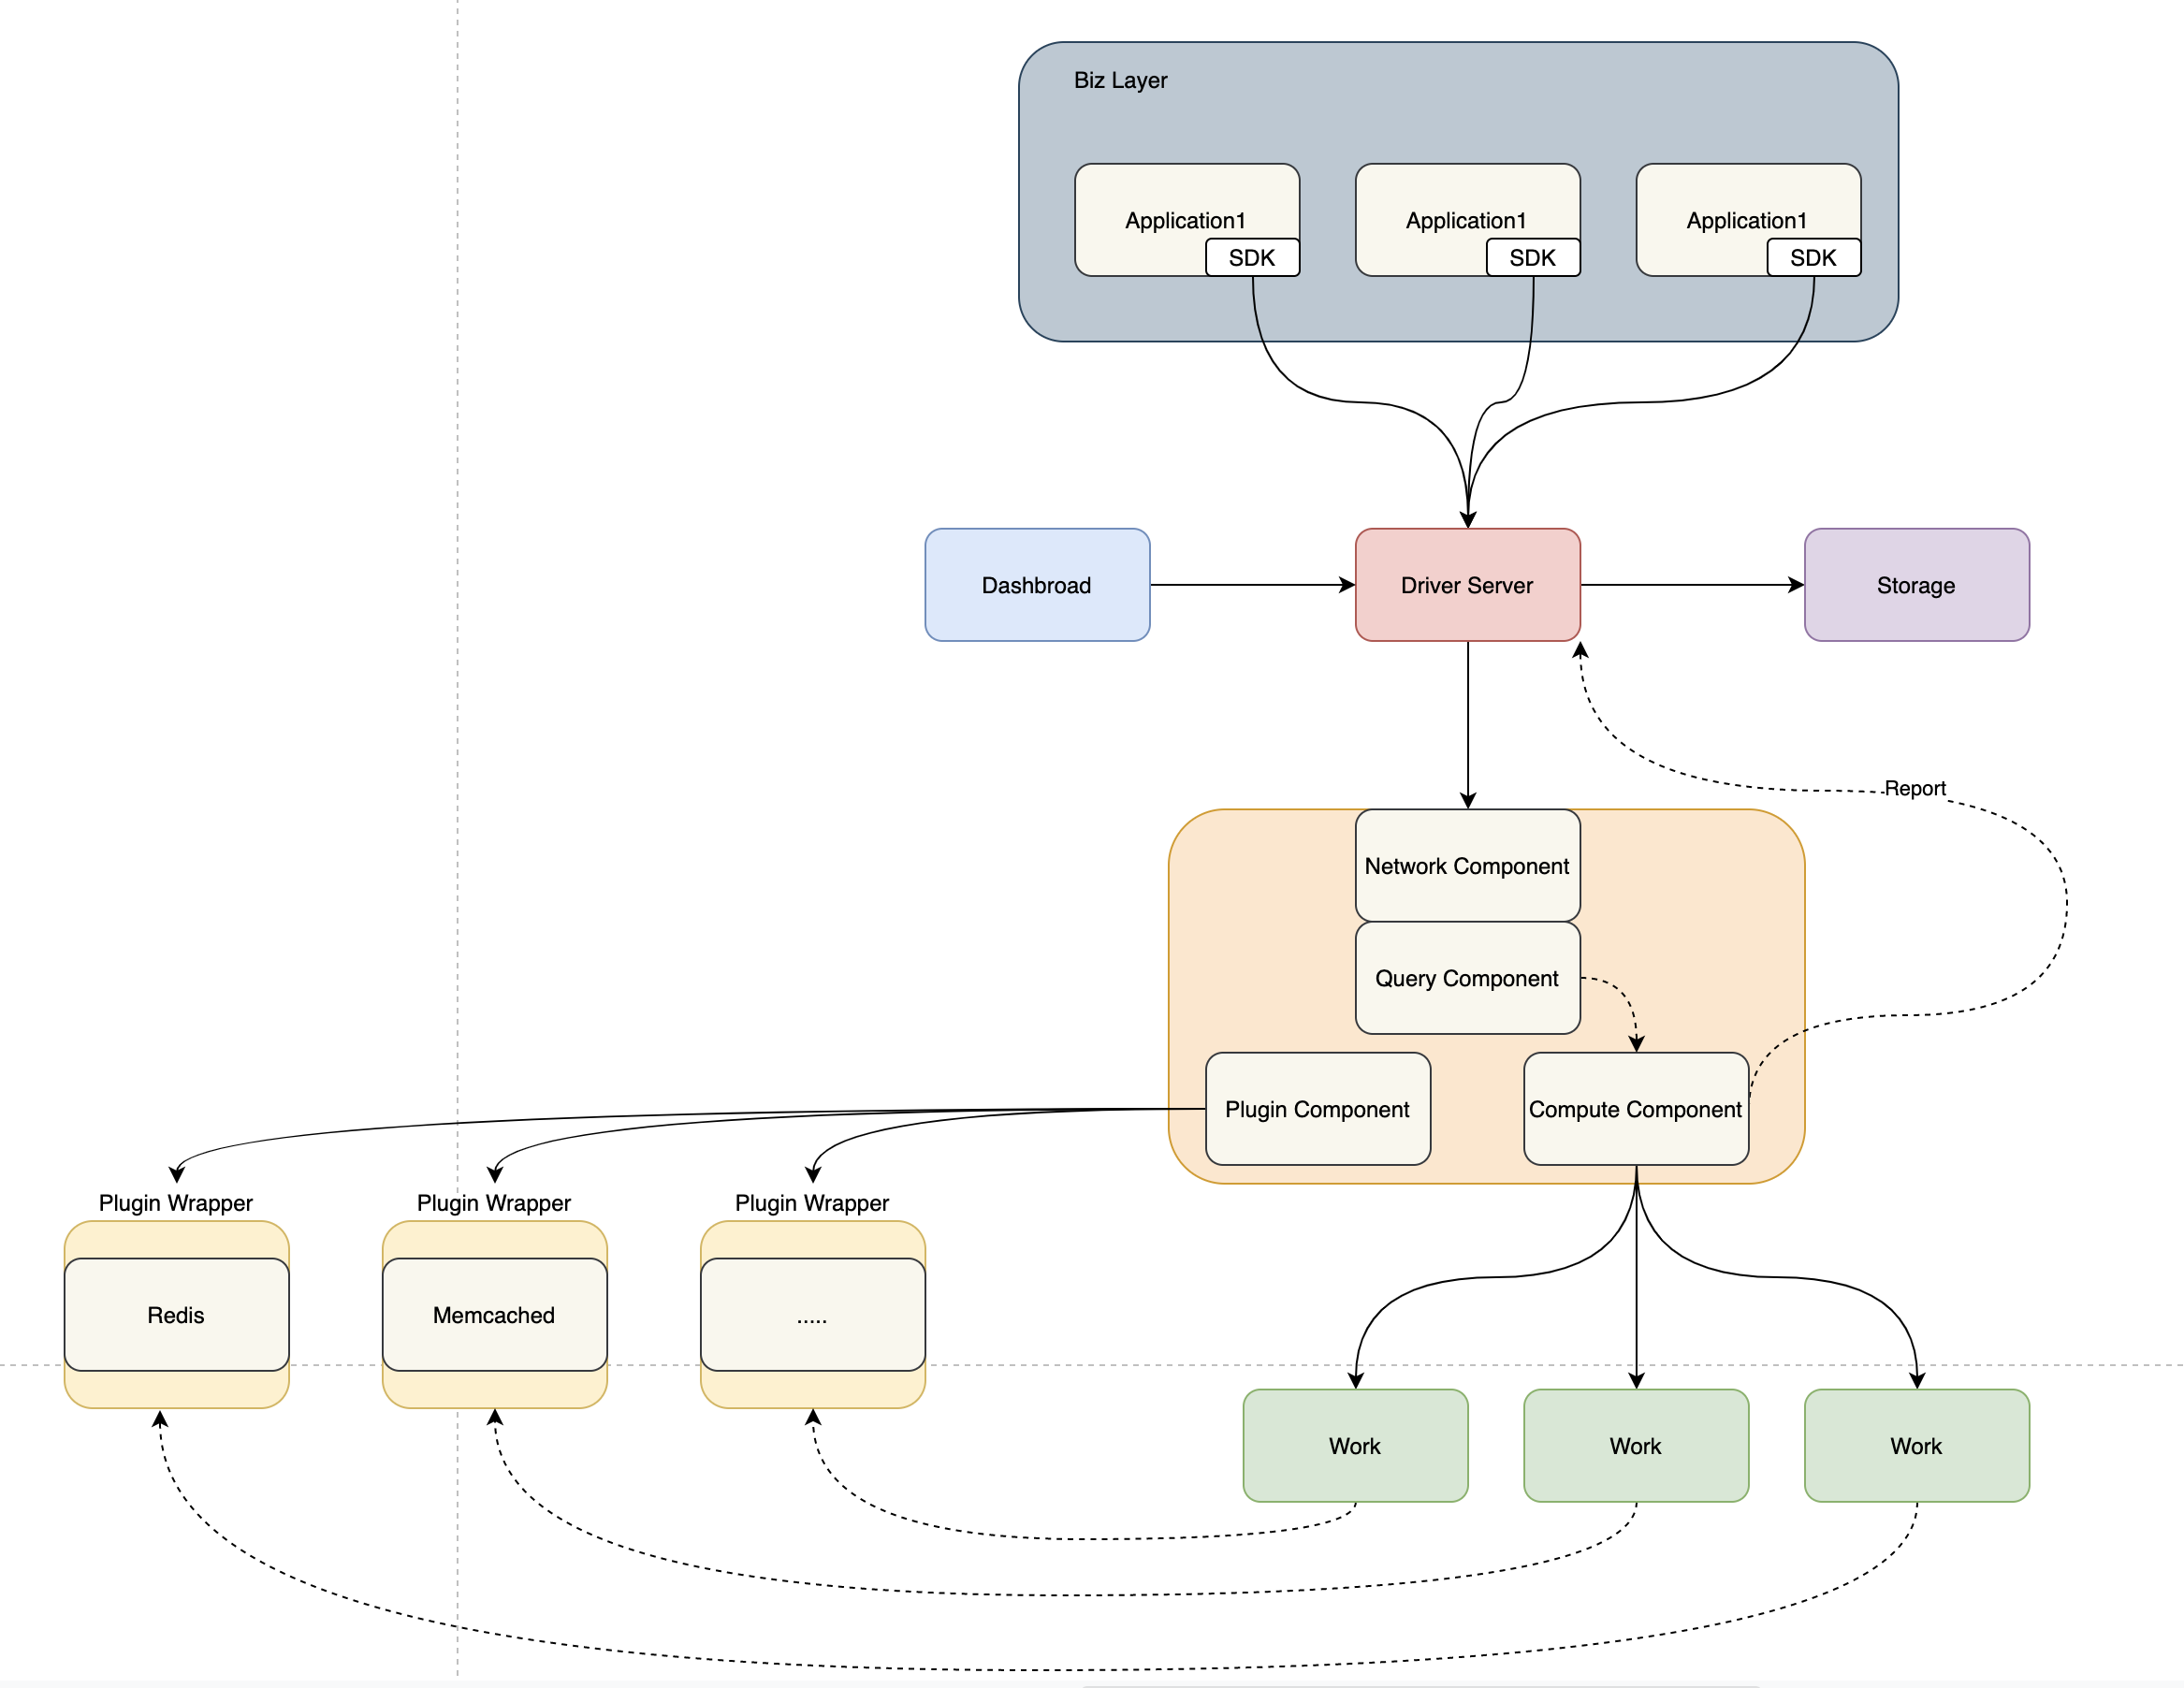 Biz Layer
Application1
SDK
Application1
SDK
Application1
SDK
Dashbroad
Driver Server
Storage
Report
Network Component
Query Component
Plugin Component
Compute Component
Plugin Wrapper
Plugin Wrapper
Plugin Wrapper
Redis
Memcached
.....
Work
Work
Work